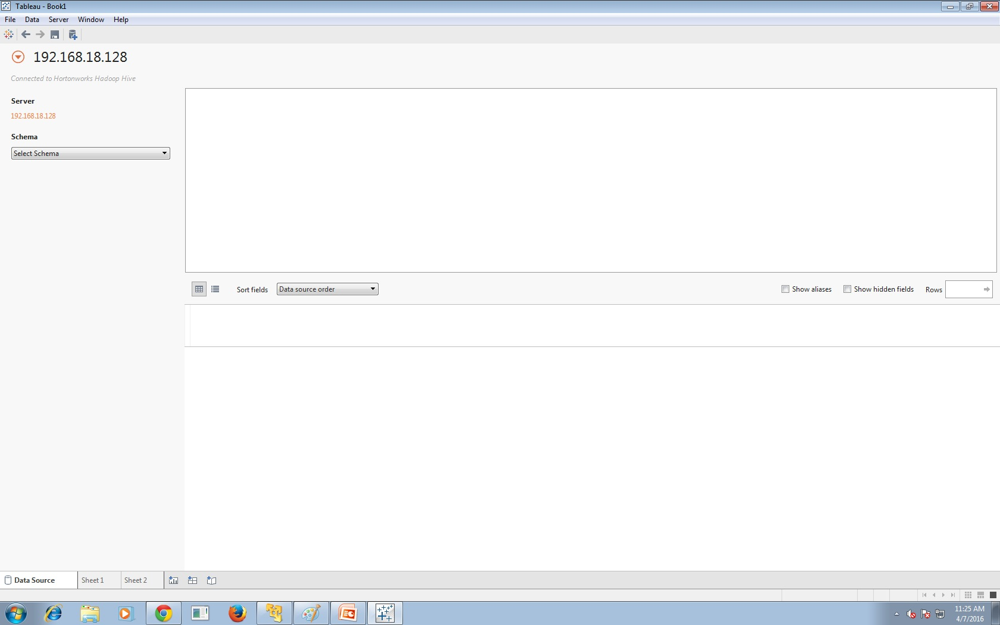 Tableau - Book1
File Data Server Window Help
192.168.18.128
Connected to Hortonworks Hadoop Hive
Server
192.168.18.128
Schema
Select Schema
Sort fields Data source order Show aliases Show hidden fields Rows
Data Source Sheet 1 Sheet 2
11:25 AM
4/7/2016